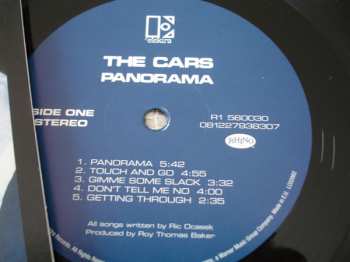 elektra
THE CARS
PANORAMA
SIDE ONE
STEREO
R1 560030
081227938307
RHINO
1. PANORAMA 5:42
2. TOUCH AND GO 4:55
3. GIMME SOME SLACK 3:32
4. DON'T TELL ME NO 4:00
5. GETTING THROUGH 2:35
All songs written by Ric Ocasek
Produced by Roy Thomas Baker